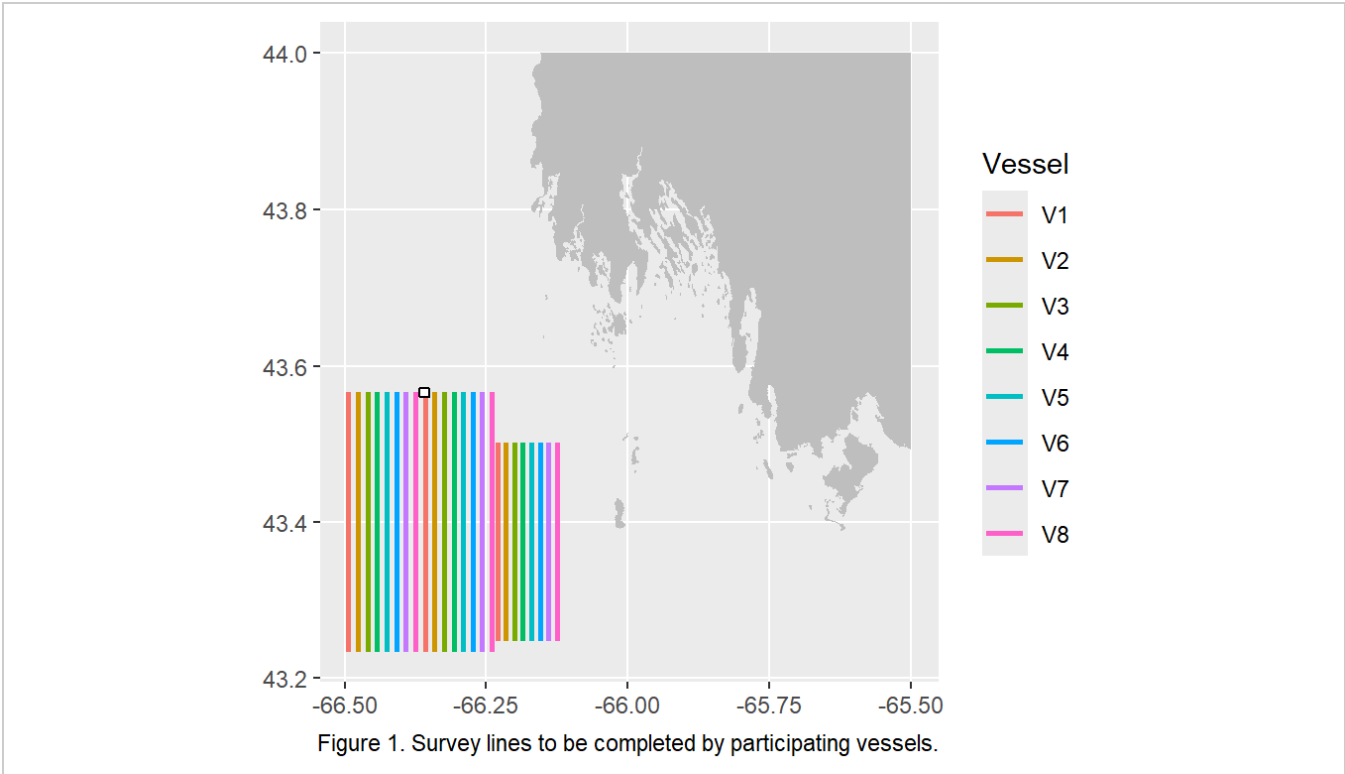 44.0
43.8
43.6
43.4
43.2
-66.50 -66.25 -66.00 -65.75 -65.50
Vessel
V1
V2
V3
V4
V5
V6
V7
V8
Figure 1. Survey lines to be completed by participating vessels.